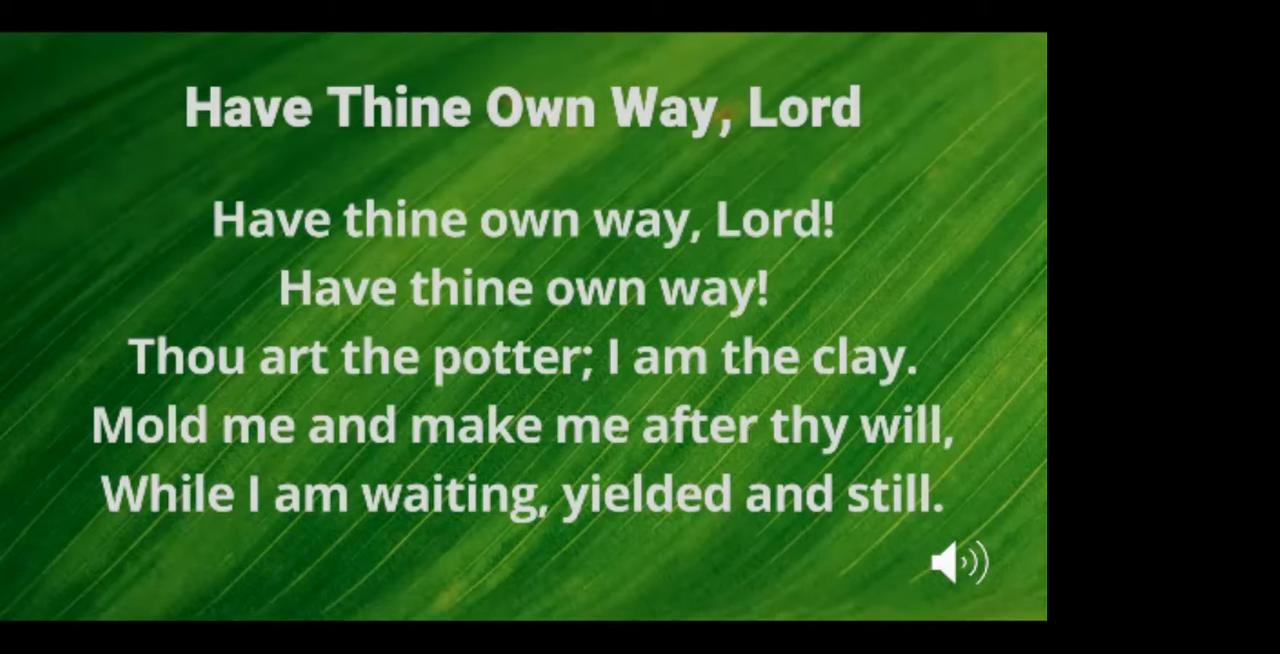 Have Thine Own Way, Lord
Have thine own way, Lord!
Have thine own way!
Thou art the potter; I am the clay.
Mold me and make me after thy will,
While I am waiting, yielded and still.